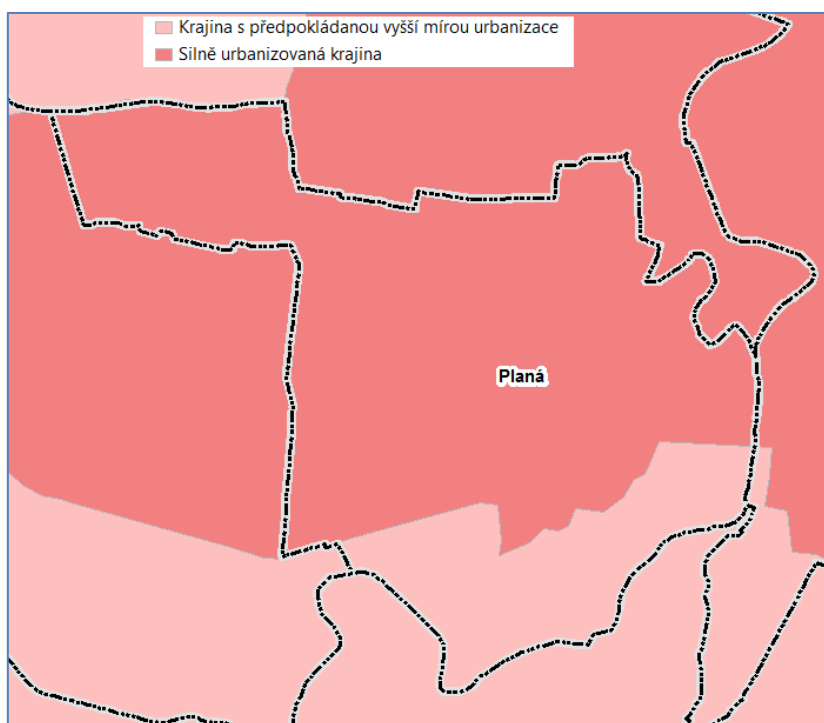 Krajina s předpokládanou vyšší mírou urbanizace
Silně urbanizovaná krajina
Planá